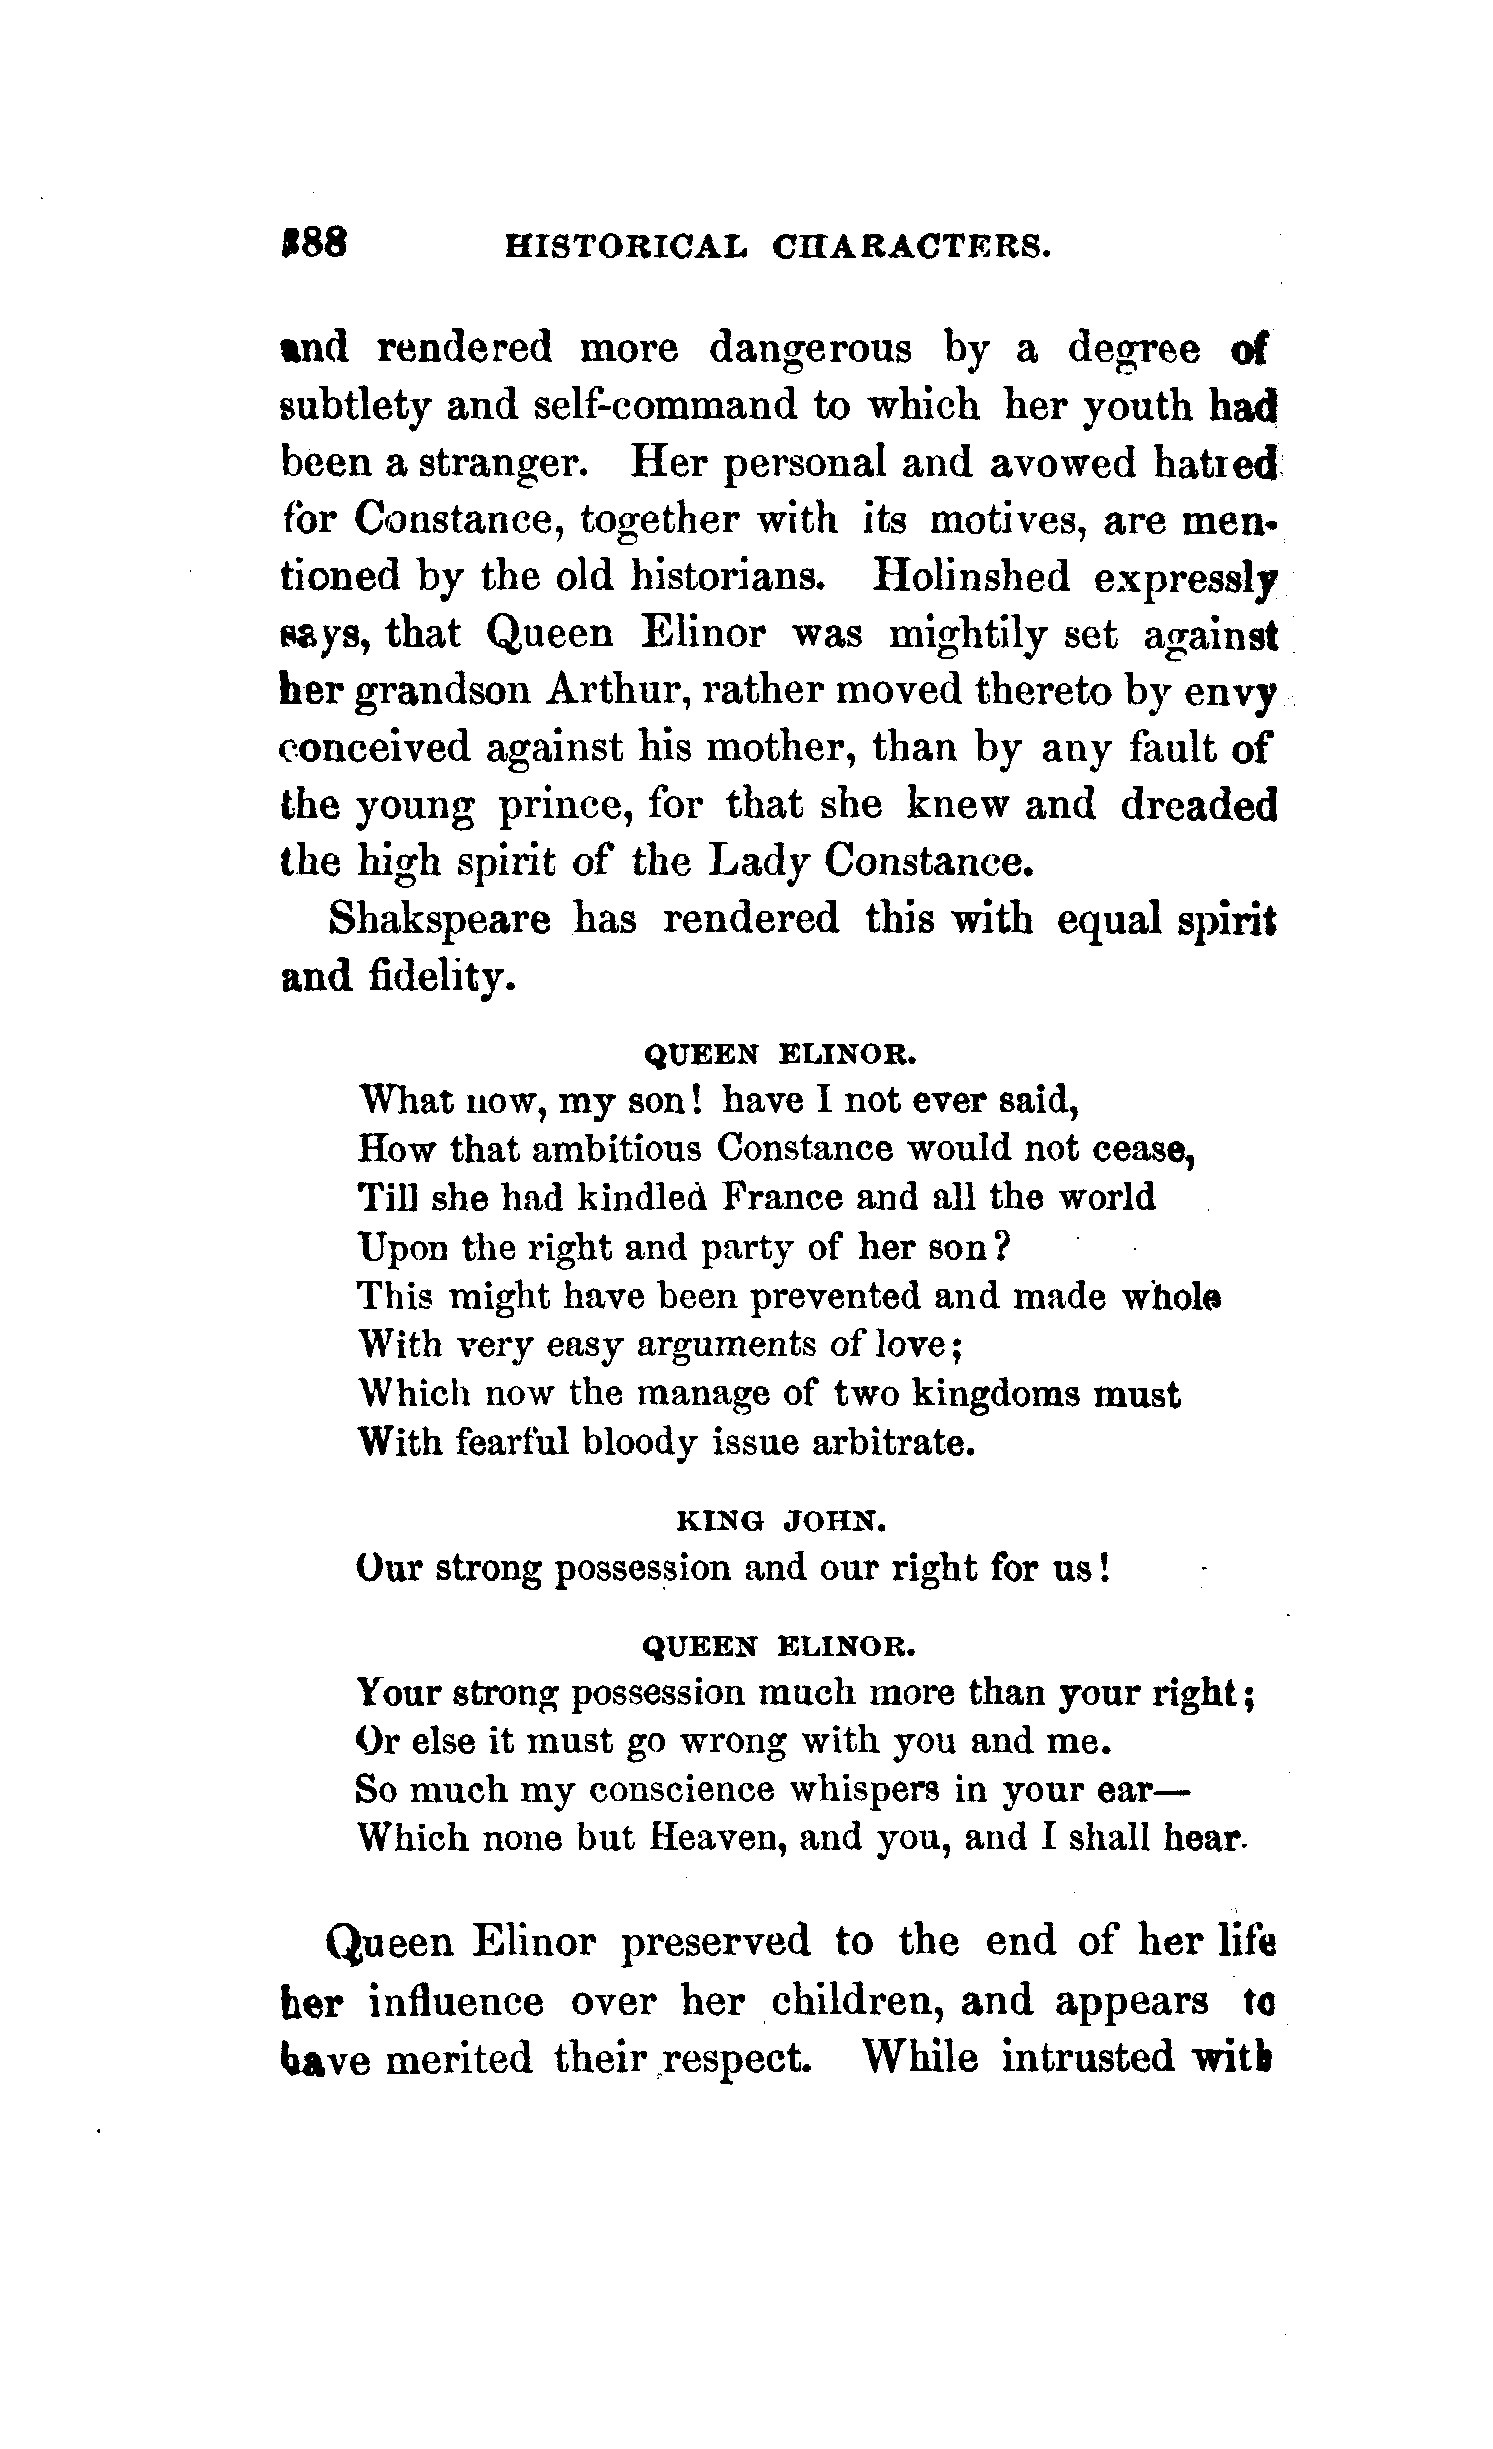 388 HISTORICAL CHARACTERS.
and rendered more dangerous by a degree of
subtlety and self-command to which her youth had
been a stranger. Her personal and avowed hatred
for Constance, together with its motives, are men-
tioned by the old historians. Holinshed expressly
says, that Queen Elinor was mightily set against
her grandson Arthur, rather moved thereto by envy
conceived against his mother, than by any fault of
the young prince, for that she knew and dreaded
the high spirit of the Lady Constance.
Shakspeare has rendered this with equal spirit
and fidelity.
QUEEN ELINOR.
What now, my son! have I not ever said,
How that ambitious Constance would not cease,
Till she had kindled France and all the world
Upon the right and party of her son?
This might have been prevented and made whole
With very easy arguments of love;
Which now the manage of two kingdoms must
With fearful bloody issue arbitrate.
KING JOHN.
Our strong possession and our right for us!
QUEEN ELINOR.
Your strong possession much more than your right;
Or else it must go wrong with you and me.
So much my conscience whispers in your ear—
Which none but Heaven, and you, and I shall hear.
Queen Elinor preserved to the end of her life
her influence over her children, and appears to
have merited their respect. While intrusted with